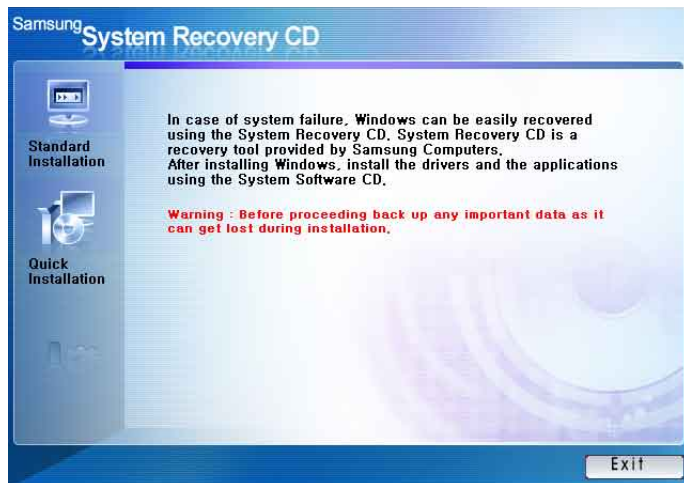 Samsung System Recovery CD
Standard
Installation
Quick
Installation
In case of system failure, Windows can be easily recovered
using the System Recovery CD. System Recovery CD is a
recovery tool provided by Samsung Computers.
After installing Windows, install the drivers and the applications
using the System Software CD.
Warning : Before proceeding back up any important data as it
can get lost during installation.
Exit